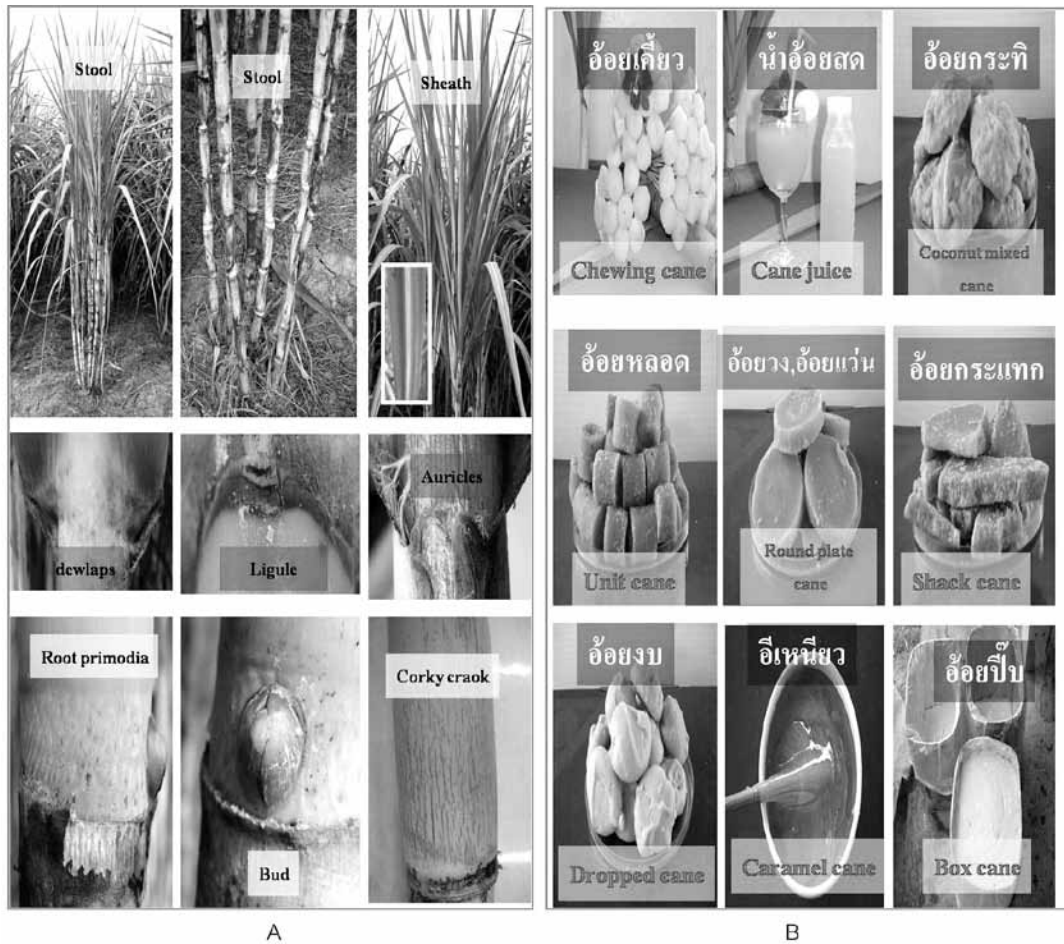 Stool
Stool
Sheath
dewlaps
Ligule
Auricles
Root primodia
Bud
Corky craok
A
อ้อยเคี้ยว
Chewing cane
น้ำอ้อยสด
Cane juice
อ้อยกระทิ
Coconut mixed
cane
อ้อยหลอด
Unit cane
อ้อยวง,อ้อยแว่น
Round plate
cane
อ้อยกระแทก
Shack cane
อ้อยงบ
Dropped cane
อีเหนียว
Caramel cane
อ้อยปี๊บ
Box cane
B